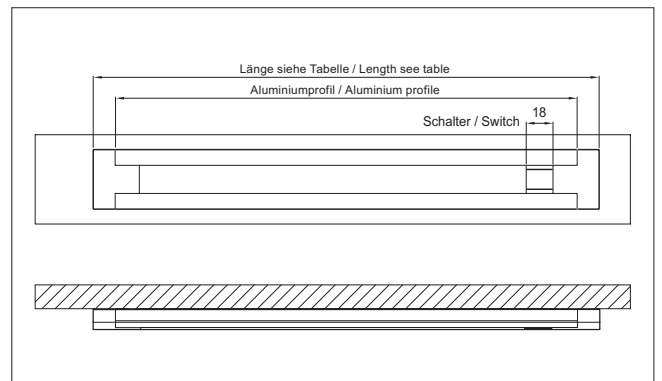 Länge siehe Tabelle / Length see table
Aluminiumprofil / Aluminium profile
18
Schalter / Switch